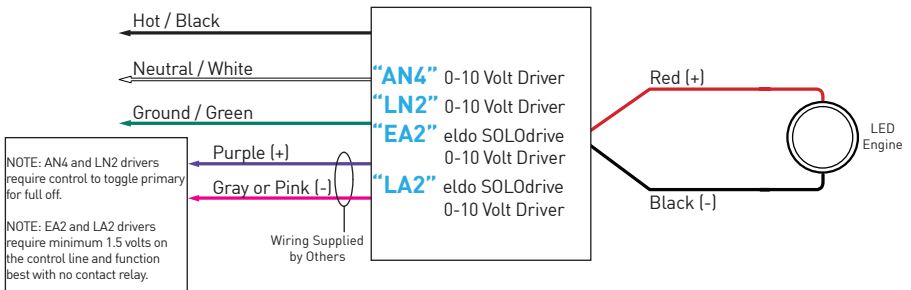 Hot / Black
Neutral / White
Ground / Green
Purple (+)
Gray or Pink (-)
NOTE: AN4 and LN2 drivers
require control to toggle primary
for full off.
NOTE: EA2 and LA2 drivers
require minimum 1.5 volts on
the control line and function
best with no contact relay.
Wiring Supplied
by Others
“AN4” 0-10 Volt Driver
“LN2” 0-10 Volt Driver
“EA2” eldo SOLOdrive
0-10 Volt Driver
“LA2” eldo SOLOdrive
0-10 Volt Driver
Red (+)
Black (-)
LED
Engine